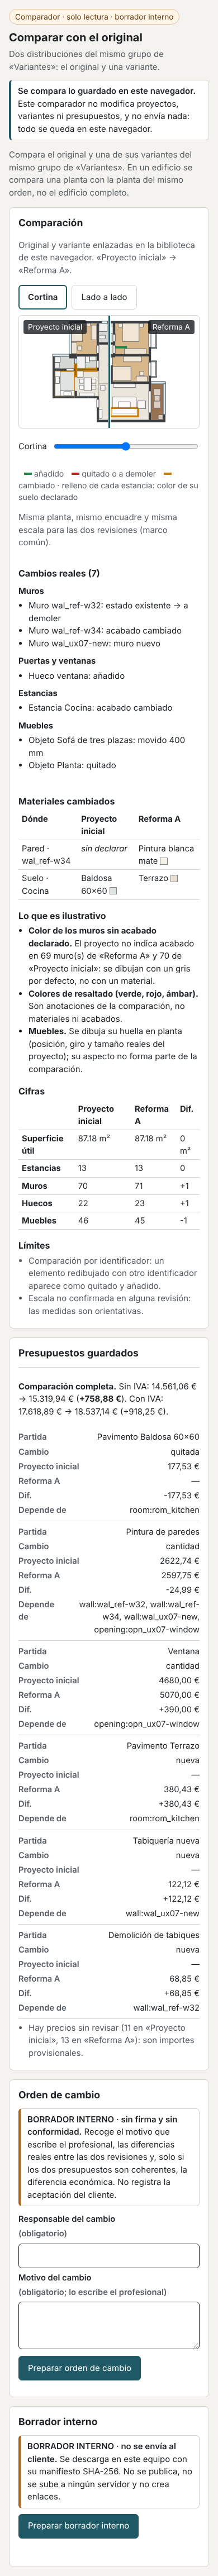 Comparador · solo lectura · borrador interno
Comparar con el original
Dos distribuciones del mismo grupo de
«Variantes»: el original y una variante.
Se compara lo guardado en este navegador.
Este comparador no modifica proyectos,
variantes ni presupuestos, y no envía nada:
todo se queda en este navegador.
Compara el original y una de sus variantes del
mismo grupo de «Variantes». En un edificio se
compara una planta con la planta del mismo
orden, no el edificio completo.
Comparación
Original y variante enlazadas en la biblioteca
de este navegador. «Proyecto inicial» →
«Reforma A».
Cortina
Lado a lado
Proyecto inicial
Reforma A
Cortina
añadido quitado o a demoler
cambiado · relleno de cada estancia: color de su
suelo declarado
Misma planta, mismo encuadre y misma
escala para las dos revisiones (marco
común).
Cambios reales (7)
Muros
• Muro wal_ref-w32: estado existente → a
demoler
• Muro wal_ref-w34: acabado cambiado
• Muro wal_ux07-new: muro nuevo
Puertas y ventanas
• Hueco ventana: añadido
Estancias
• Estancia Cocina: acabado cambiado
Muebles
• Objeto Sofá de tres plazas: movido 400
mm
• Objeto Planta: quitado
Materiales cambiados
Dónde Proyecto inicial Reforma A
Pared · wal_ref-w34 sin declarar Pintura blanca mate
Suelo · Cocina Baldosa 60×60 Terrazo
Lo que es ilustrativo
• Color de los muros sin acabado
declarado. El proyecto no indica acabado
en 69 muro(s) de «Reforma A» y 70 de
«Proyecto inicial»: se dibujan con un gris
por defecto, no con un material.
• Colores de resaltado (verde, rojo, ámbar).
Son anotaciones de la comparación, no
materiales ni acabados.
• Muebles. Se dibuja su huella en planta
(posición, giro y tamaño reales del
proyecto); su aspecto no forma parte de la
comparación.
Cifras
Proyecto inicial Reforma A Dif.
Superficie útil 87.18 m² 87.18 m² 0 m²
Estancias 13 13 0
Muros 70 71 +1
Huecos 22 23 +1
Muebles 46 45 -1
Límites
• Comparación por identificador: un
elemento redibujado con otro identificador
aparece como quitado y añadido.
• Escala no confirmada en alguna revisión:
las medidas son orientativas.
Presupuestos guardados
Comparación completa. Sin IVA: 14.561,06 €
→ 15.319,94 € (+758,88 €). Con IVA:
17.618,89 € → 18.537,14 € (+918,25 €).
Partida Pavimento Baldosa 60×60
Cambio quitada
Proyecto inicial 177,53 €
Reforma A —
Dif. -177,53 €
Depende de room:rom_kitchen
Partida Pintura de paredes
Cambio cantidad
Proyecto inicial 2622,74 €
Reforma A 2597,75 €
Dif. -24,99 €
Depende de wall:wal_ref-w32, wall:wal_ref-
w34, wall:wal_ux07-new,
opening:opn_ux07-window
Partida Ventana
Cambio cantidad
Proyecto inicial 4680,00 €
Reforma A 5070,00 €
Dif. +390,00 €
Depende de opening:opn_ux07-window
Partida Pavimento Terrazo
Cambio nueva
Proyecto inicial —
Reforma A 380,43 €
Dif. +380,43 €
Depende de room:rom_kitchen
Partida Tabiquería nueva
Cambio nueva
Proyecto inicial —
Reforma A 122,12 €
Dif. +122,12 €
Depende de wall:wal_ux07-new
Partida Demolición de tabiques
Cambio nueva
Proyecto inicial —
Reforma A 68,85 €
Dif. +68,85 €
Depende de wall:wal_ref-w32
• Hay precios sin revisar (11 en «Proyecto
inicial», 13 en «Reforma A»): son importes
provisionales.
Orden de cambio
BORRADOR INTERNO · sin firma y sin
conformidad. Recoge el motivo que
escribe el profesional, las diferencias
reales entre las dos revisiones y, solo si
los dos presupuestos son coherentes, la
diferencia económica. No registra la
aceptación del cliente.
Responsable del cambio
(obligatorio)
Motivo del cambio
(obligatorio; lo escribe el profesional)
Preparar orden de cambio
Borrador interno
BORRADOR INTERNO · no se envía al
cliente. Se descarga en este equipo con
su manifiesto SHA-256. No se publica, no
se sube a ningún servidor y no crea
enlaces.
Preparar borrador interno